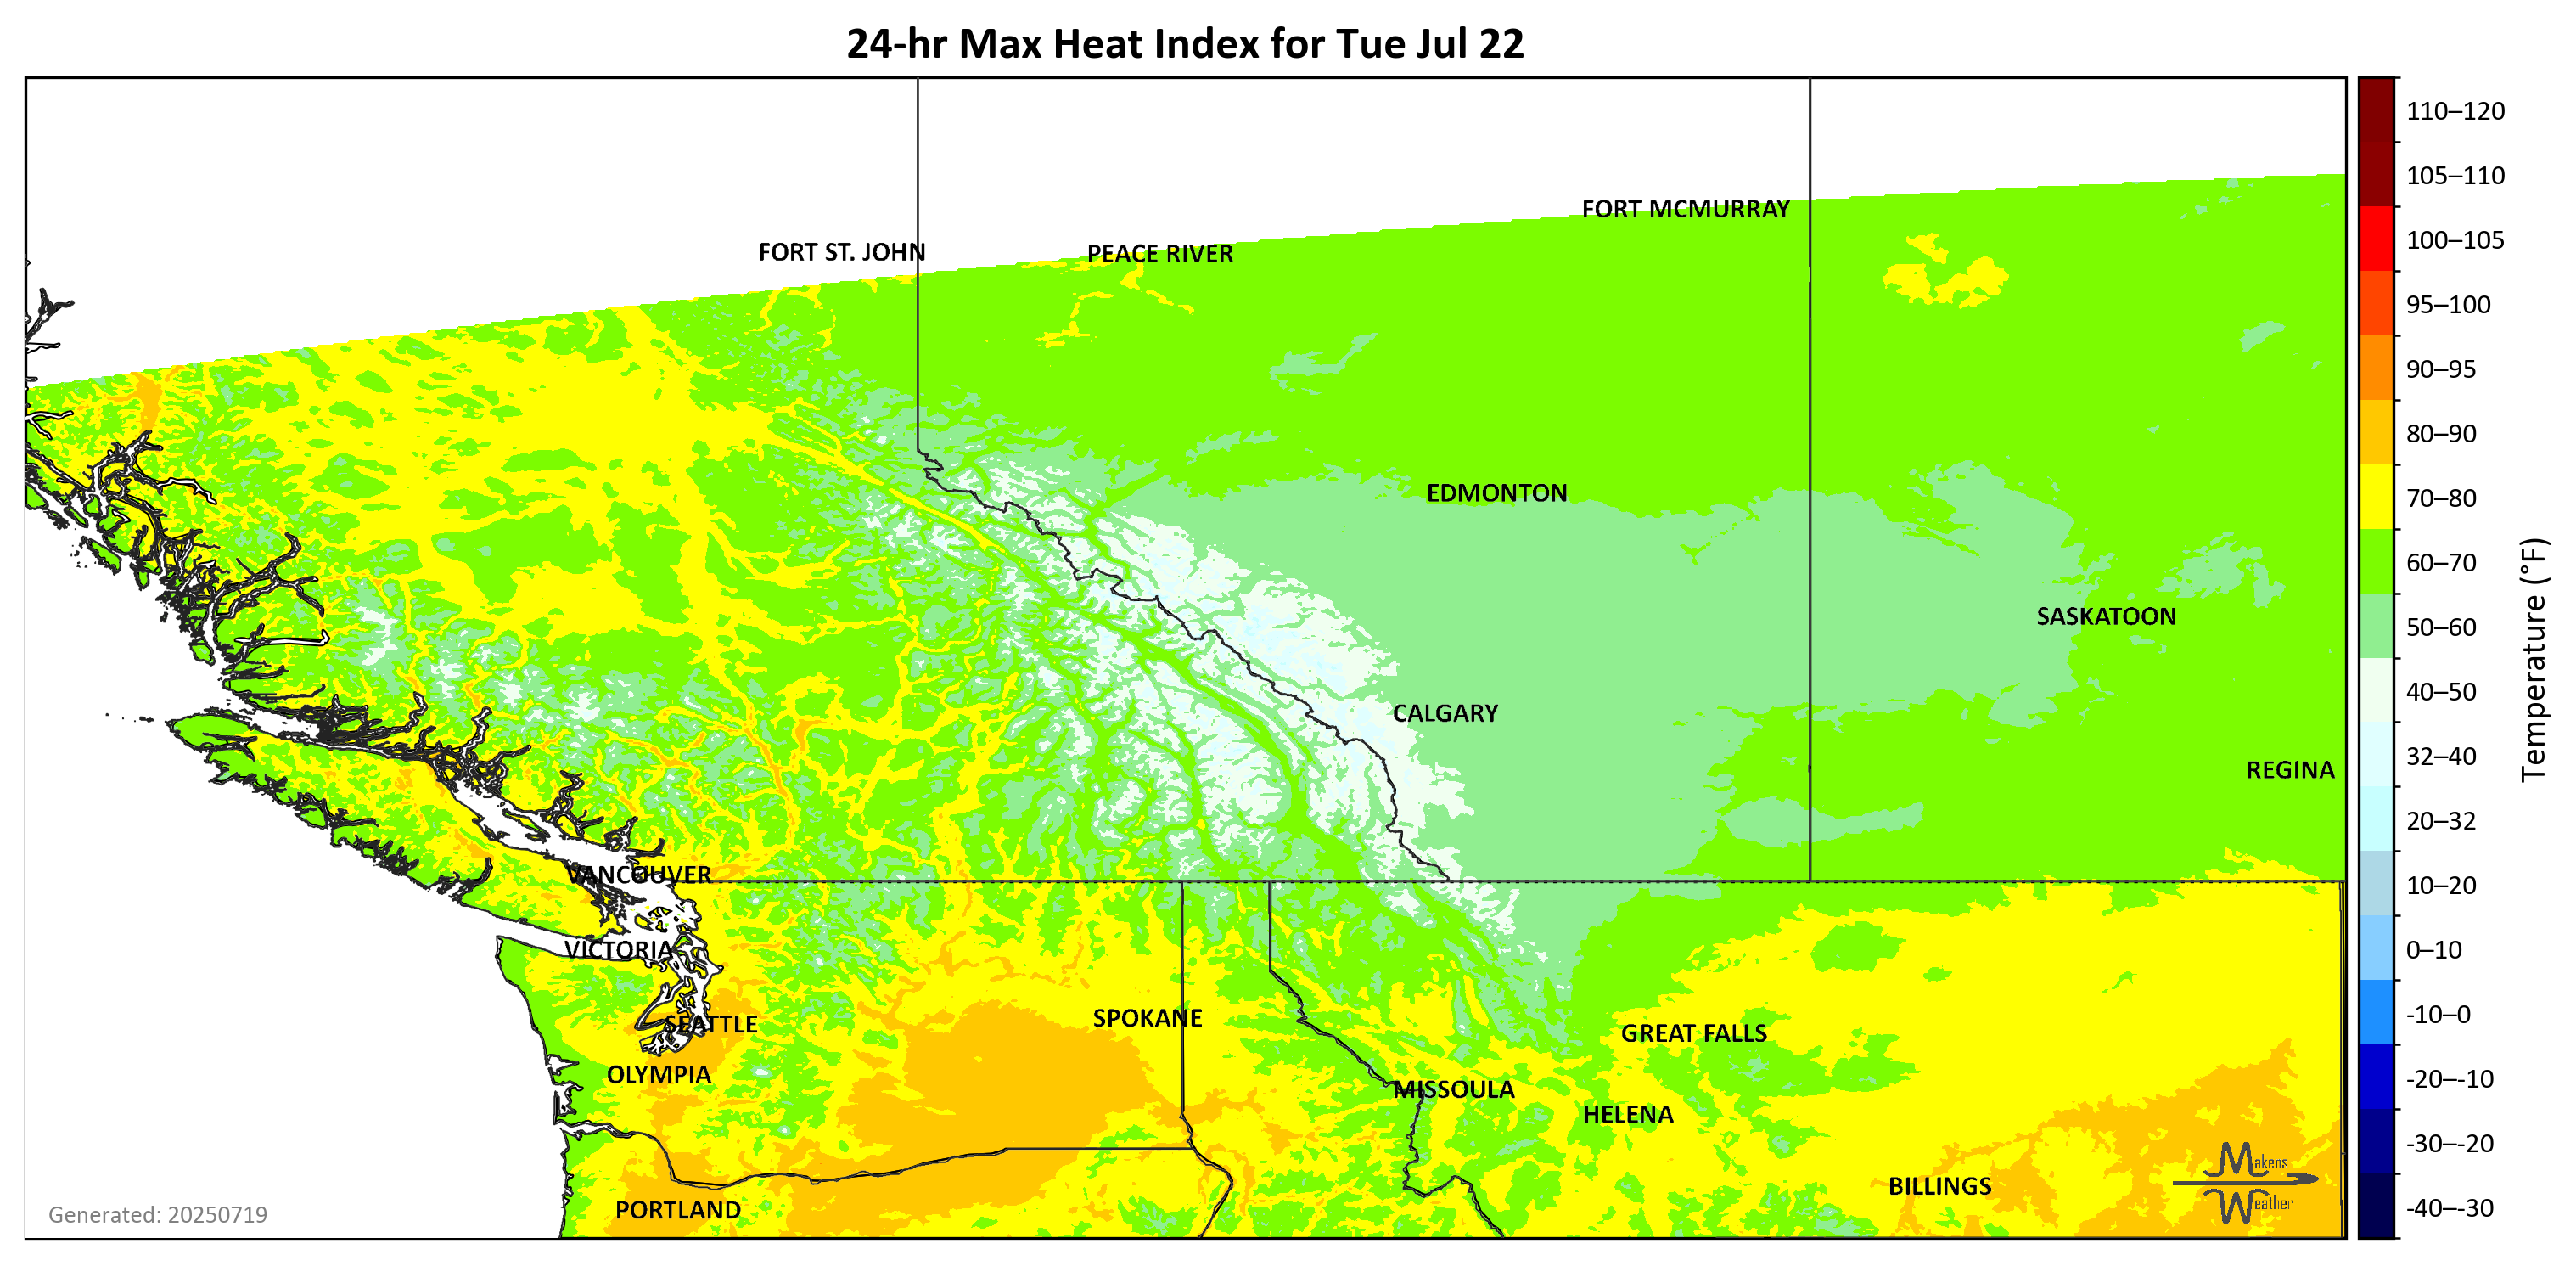 24-hr Max Heat Index for Tue Jul 22
FORT MCMURRAY
FORT ST. JOHN
PEACE RIVER
EDMONTON
SASKATOON
CALGARY
REGINA
VANCOUVER
VICTORIA
SEATTLE
SPOKANE
GREAT FALLS
OLYMPIA
MISSOULA
HELENA
BILLINGS
PORTLAND
Makens
Weather
Generated: 20250719
110–120
105–110
100–105
95–100
90–95
80–90
70–80
60–70
50–60
40–50
32–40
20–32
10–20
0–10
-10–0
-20–-10
-30–-20
-40–-30
Temperature (°F)